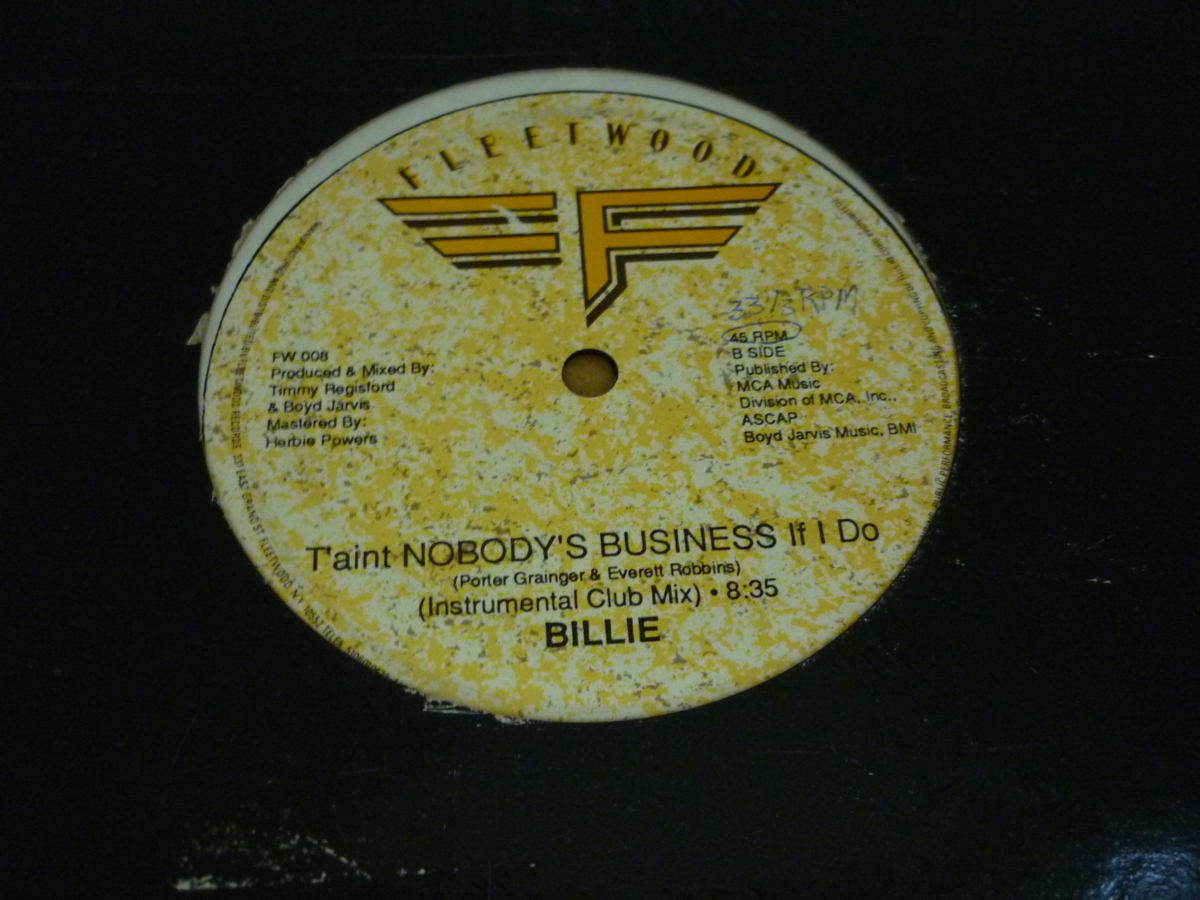 FLEETWOOD
F
33 1/3 RPM
45 RPM
B SIDE
Published By:
MCA Music
Division of MCA, Inc.,
ASCAP
Boyd Jarvis Music, BMI
FW 008
Produced & Mixed By:
Timmy Regisford
& Boyd Jarvis
Mastered By:
Herbie Powers
T'aint NOBODY'S BUSINESS If I Do
(Porter Grainger & Everett Robbins)
(Instrumental Club Mix) • 8:35
BILLIE